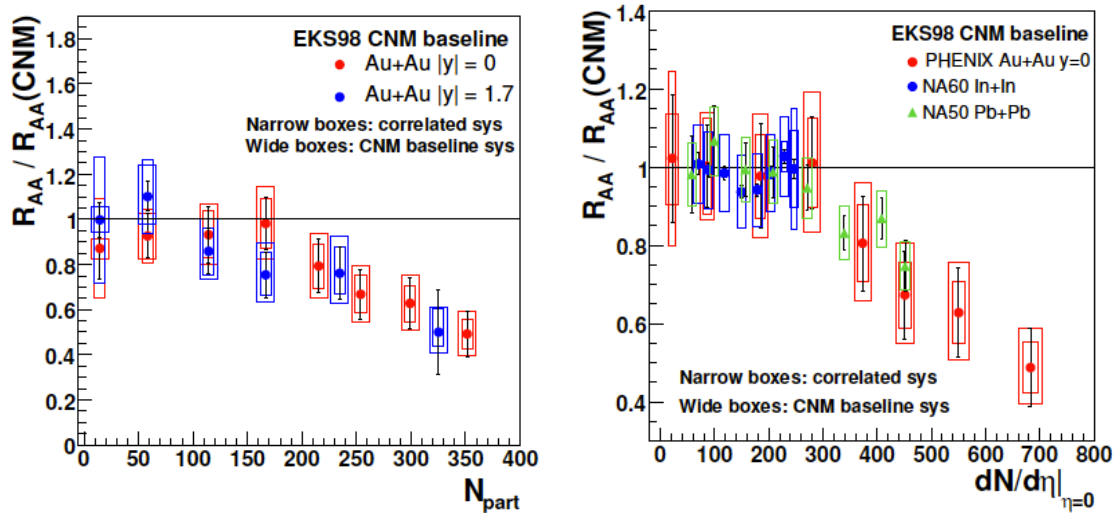 EKS98 CNM baseline
Au+Au |y| = 0
Au+Au |y| = 1.7
Narrow boxes: correlated sys
Wide boxes: CNM baseline sys
R_AA / R_AA(CNM)
1.8
1.6
1.4
1.2
1
0.8
0.6
0.4
0.2
0
0 50 100 150 200 250 300 350 400
N_part
EKS98 CNM baseline
PHENIX Au+Au y=0
NA60 In+In
NA50 Pb+Pb
R_AA / R_AA(CNM)
1.4
1.2
1
0.8
0.6
0.4
Narrow boxes: correlated sys
Wide boxes: CNM baseline sys
0 100 200 300 400 500 600 700 800
dN/dη|η=0